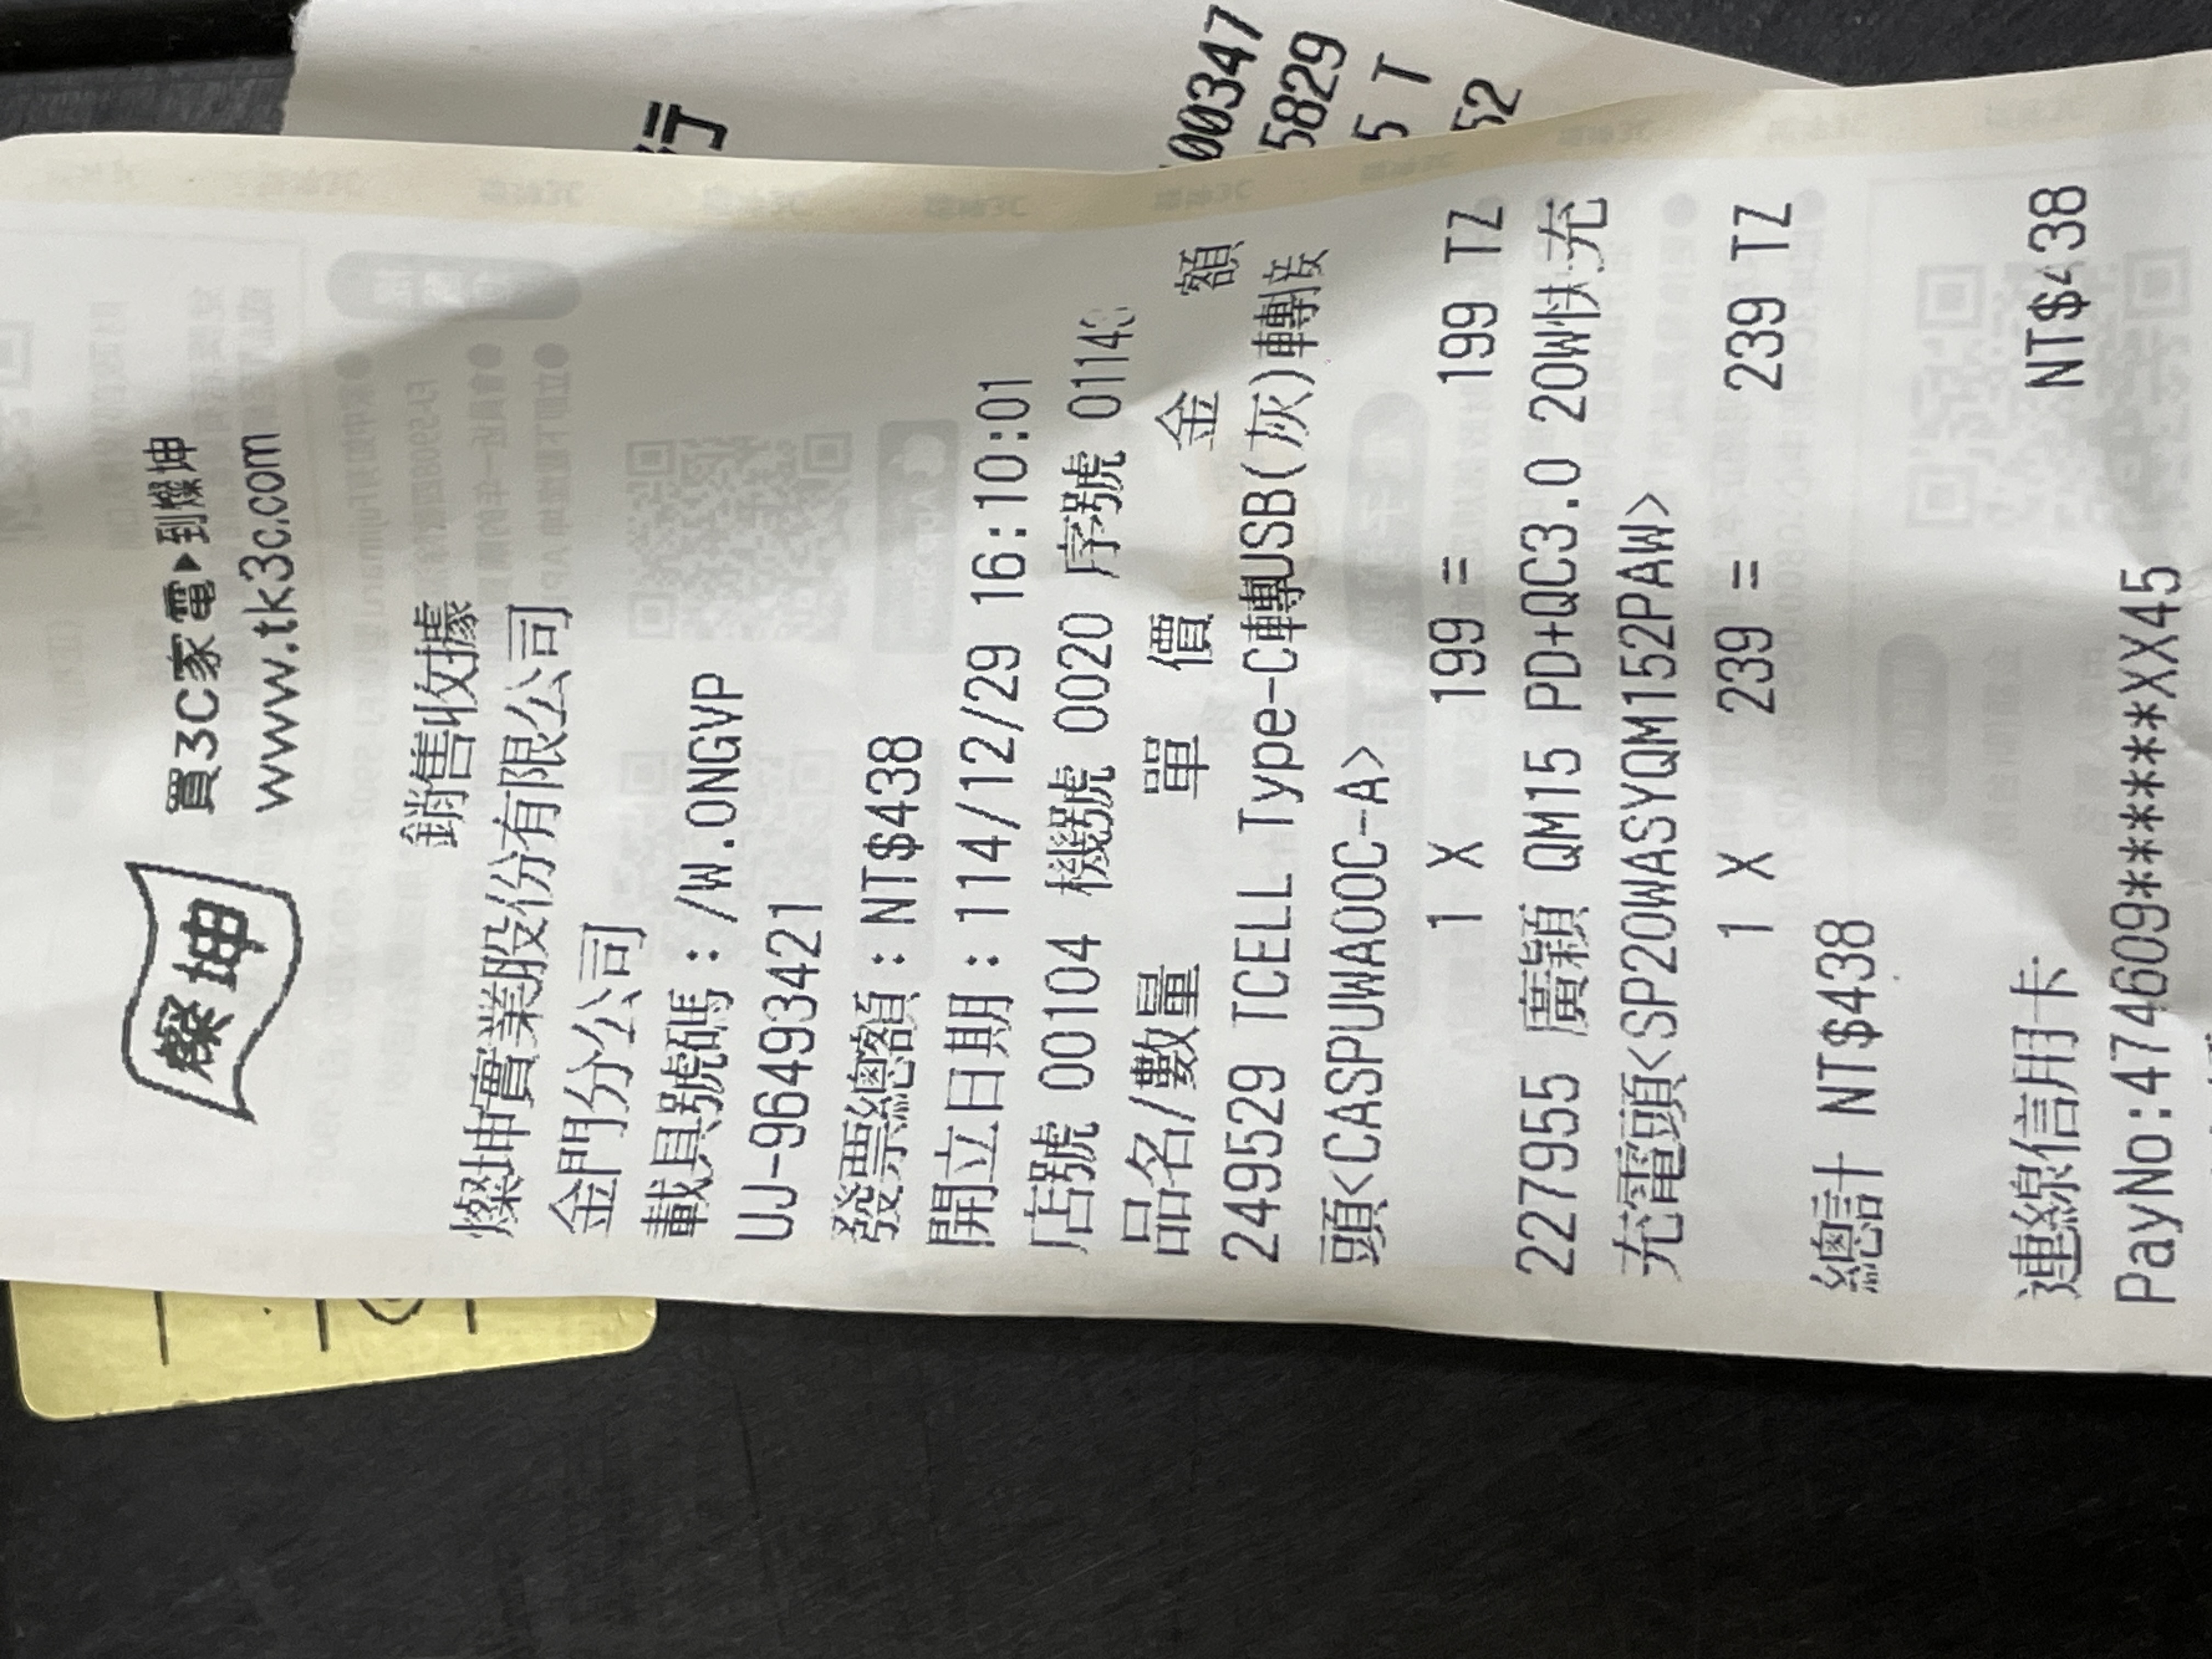 燦坤
買3C家電▶到燦坤
www.tk3c.com
銷售收據
燦坤實業股份有限公司
金門分公司
載具號碼：/W.ONGVP
UJ-96493421
發票總額：NT$438
開立日期：114/12/29 16:10:01
店號 00104 機號 0020 序號 01143
品名/數量 單 價 金 額
249529 TCELL Type-C轉USB(灰)轉接
頭<CASPUWA00C-A>
1 X 199 = 199 TZ
227955 廣穎 QM15 PD+QC3.0 20W快充
充電頭<SP20WASYQM152PAW>
1 X 239 = 239 TZ
總計 NT$438
連線信用卡 NT$438
PayNo:474609******XX45
行
00347
5829
5 T
52